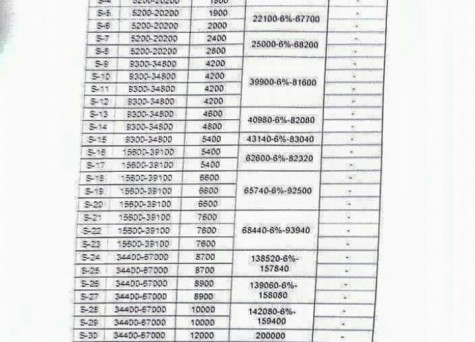 S-4 5200-20200 1800
S-5 5200-20200 1900 -
S-6 5200-20200 2000 22100-6%-67700 -
S-7 5200-20200 2400 -
S-8 5200-20200 2800 25000-6%-68200 -
S-9 9300-34800 4200 -
S-10 9300-34800 4200 -
S-11 9300-34800 4200 39900-6%-81600 -
S-12 9300-34800 4200 -
S-13 9300-34800 4600 -
S-14 9300-34800 4800 40980-6%-82080 -
S-15 9300-34800 5400 43140-6%-83040 -
S-16 15600-39100 5400 -
S-17 15600-39100 5400 62600-6%-82320 -
S-18 15600-39100 6600 -
S-19 15600-39100 6600 65740-6%-92500 -
S-20 15600-39100 6600 -
S-21 15600-39100 7600 -
S-22 15600-39100 7600 68440-6%-93940 -
S-23 15600-39100 7600 -
S-24 34400-67000 8700 138520-6%- -
S-25 34400-67000 8700 157840 -
S-26 34400-67000 8900 139060-6%- -
S-27 34400-67000 8900 158080 -
S-28 34400-67000 10000 142080-6%- -
S-29 34400-67000 10000 159400 -
S-30 34400-67000 12000 200000 -